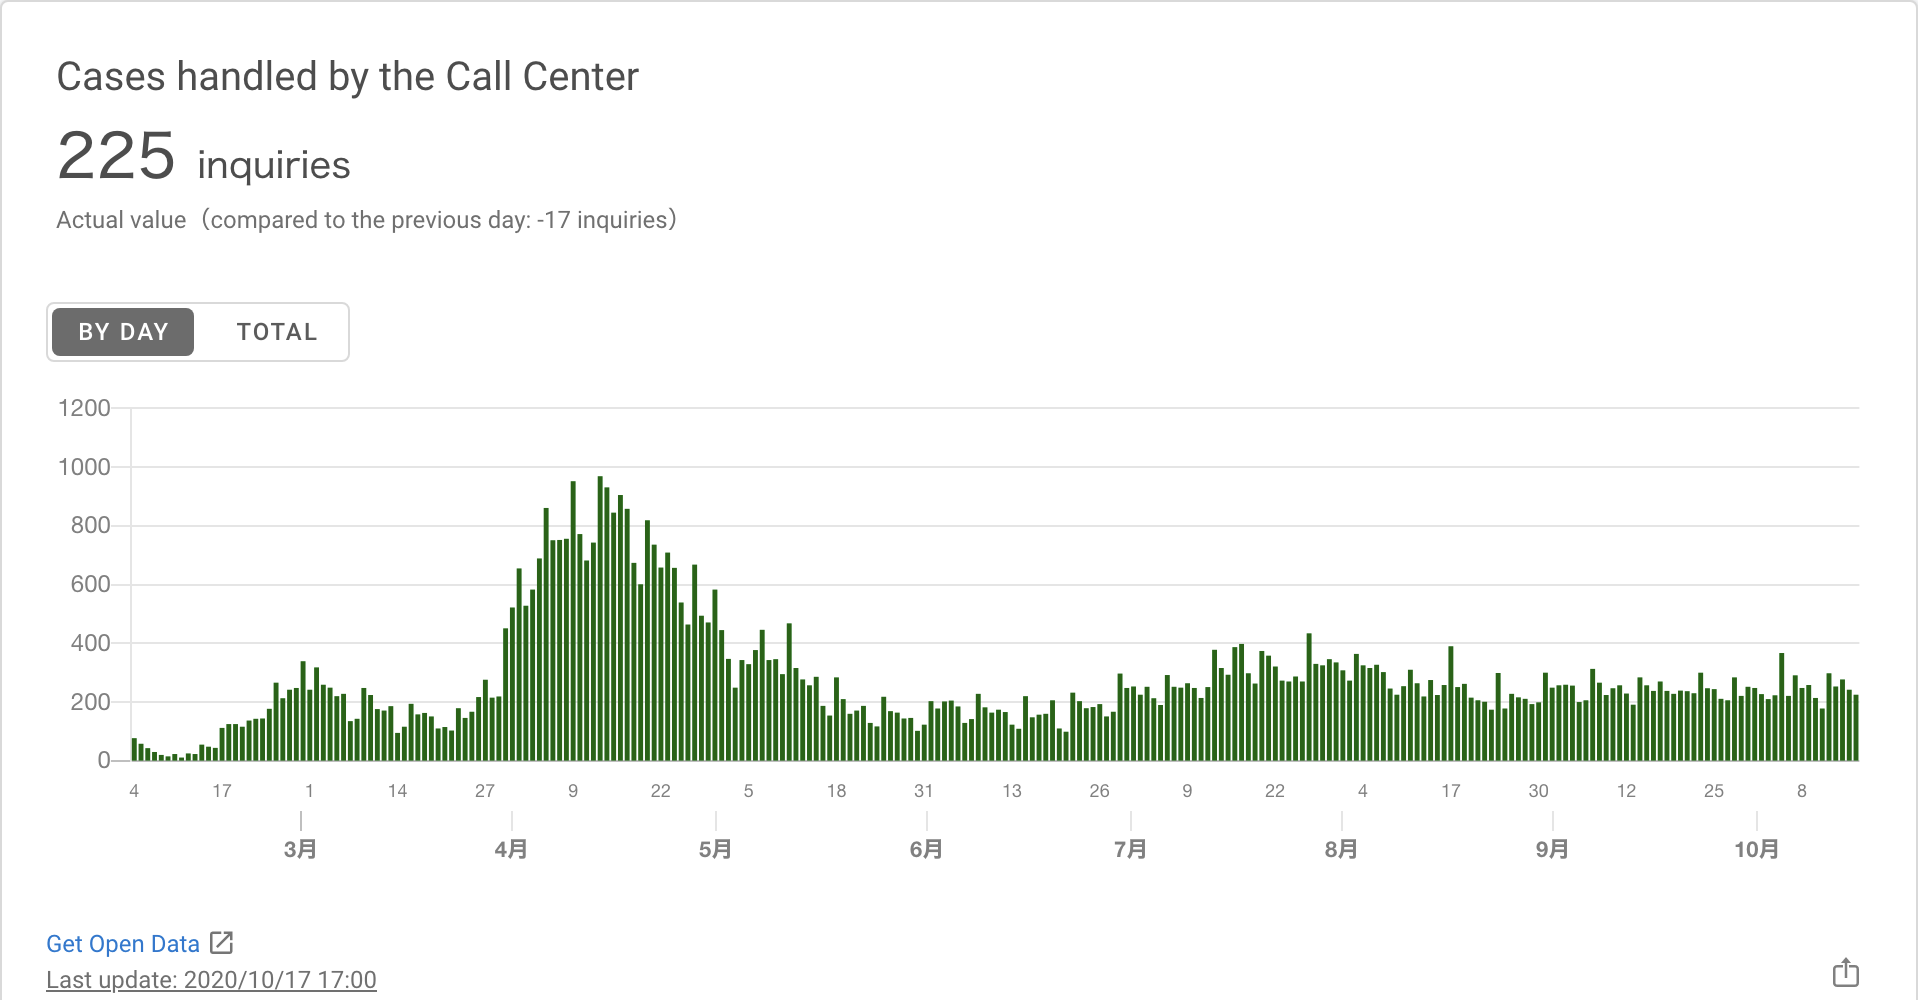 Cases handled by the Call Center
225 inquiries
Actual value（compared to the previous day: -17 inquiries）
BY DAY TOTAL
1200
1000
800
600
400
200
0
4 17 1 14 27 9 22 5 18 31 13 26 9 22 4 17 30 12 25 8
3月 4月 5月 6月 7月 8月 9月 10月
Get Open Data
Last update: 2020/10/17 17:00